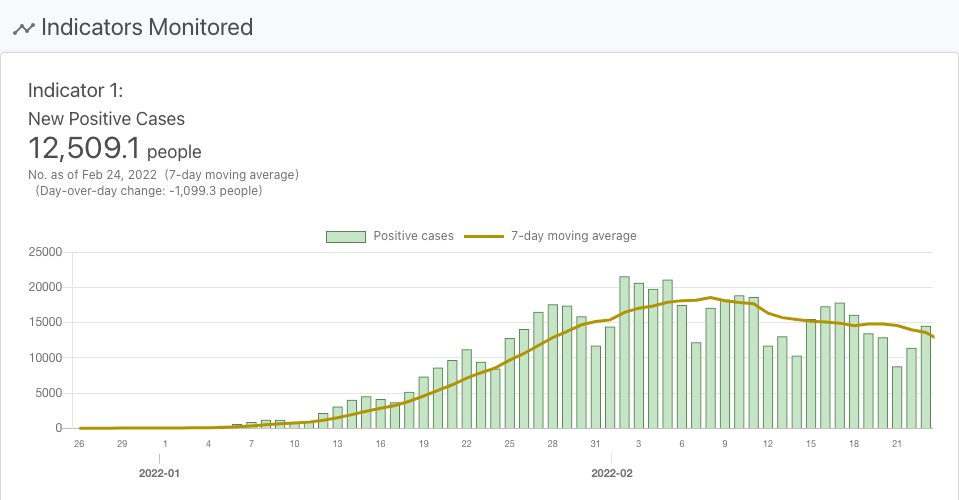 Indicators Monitored
Indicator 1:
New Positive Cases
12,509.1 people
No. as of Feb 24, 2022 (7-day moving average)
(Day-over-day change: -1,099.3 people)
Positive cases 7-day moving average
25000
20000
15000
10000
5000
0
26 29 1 4 7 10 13 16 19 22 25 28 31 3 6 9 12 15 18 21
2022-01 2022-02